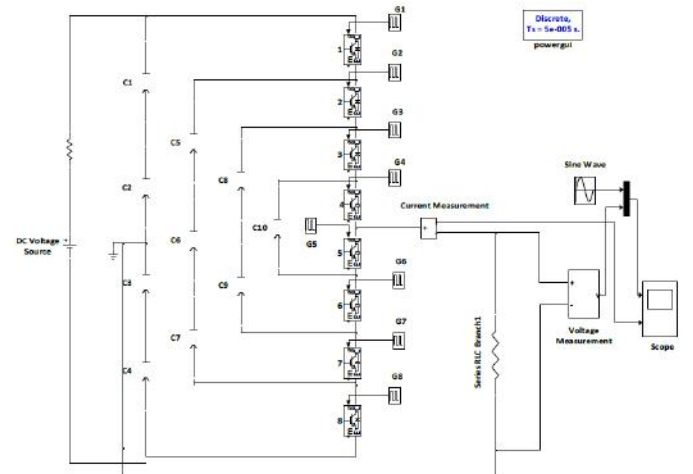 G1
Discrete,
Ts = 5e-005 s.
powergui
1
G2
C1
2
G3
C5
3
G4
C8
Sine Wave
C2
4
Current Measurement
C10
G5
+
DC Voltage
Source
+
C6
5
G6
C3
C9
6
+
-
G7
Voltage
Measurement
Scope
C7
Series RLC Branch1
C4
7
G8
8